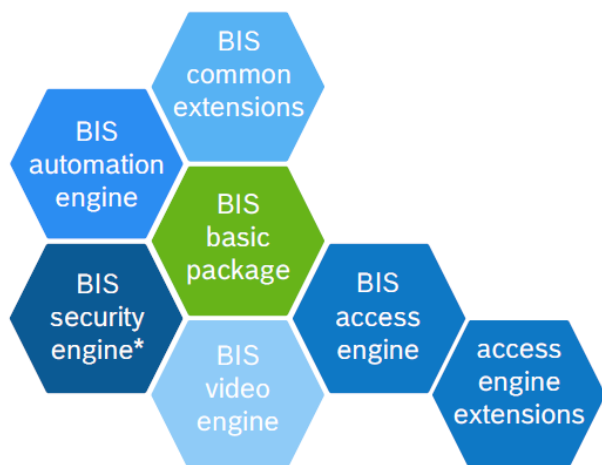 BIS
common
extensions
BIS
automation
engine
BIS
basic
package
BIS
security
engine*
BIS
access
engine
BIS
video
engine
access
engine
extensions